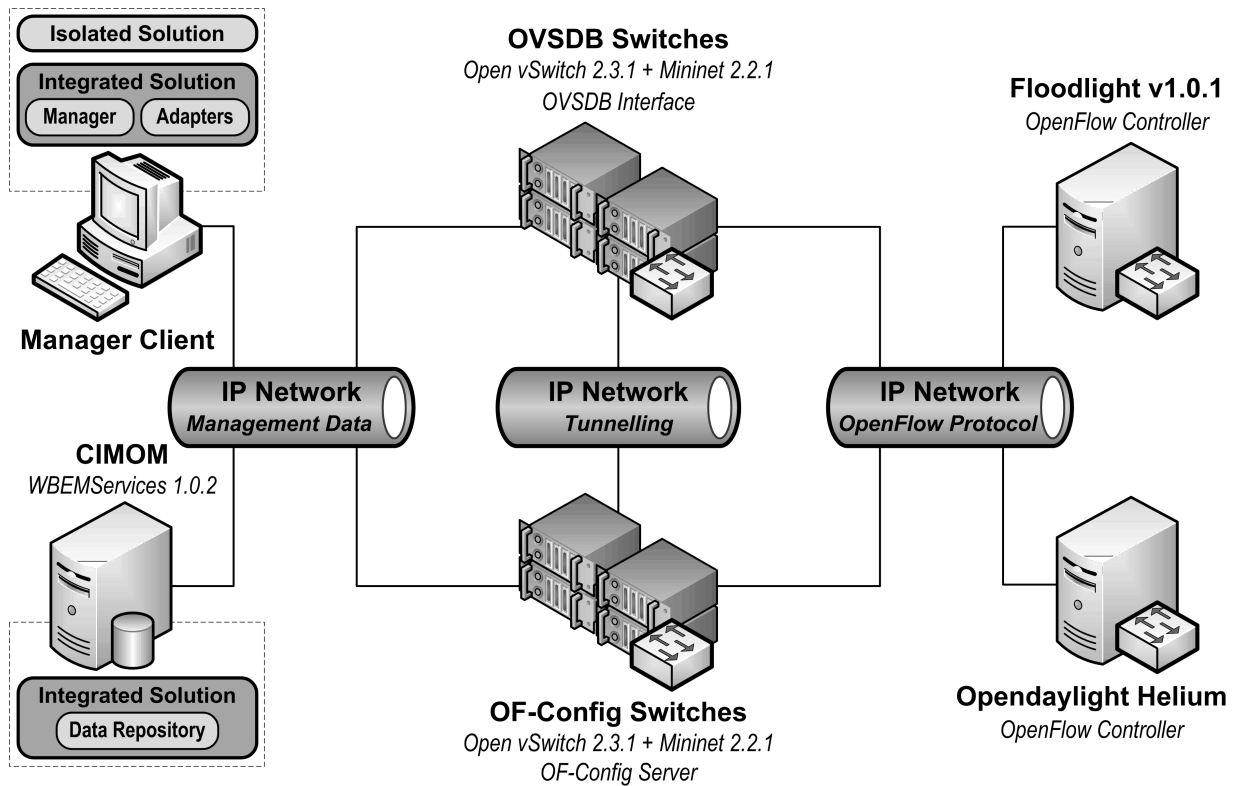 Isolated Solution
Integrated Solution
Manager Adapters
Manager Client
OVSDB Switches
Open vSwitch 2.3.1 + Mininet 2.2.1
OVSDB Interface
Floodlight v1.0.1
OpenFlow Controller
IP Network
Management Data
IP Network
Tunnelling
IP Network
OpenFlow Protocol
CIMOM
WBEMServices 1.0.2
Integrated Solution
Data Repository
OF-Config Switches
Open vSwitch 2.3.1 + Mininet 2.2.1
OF-Config Server
Opendaylight Helium
OpenFlow Controller